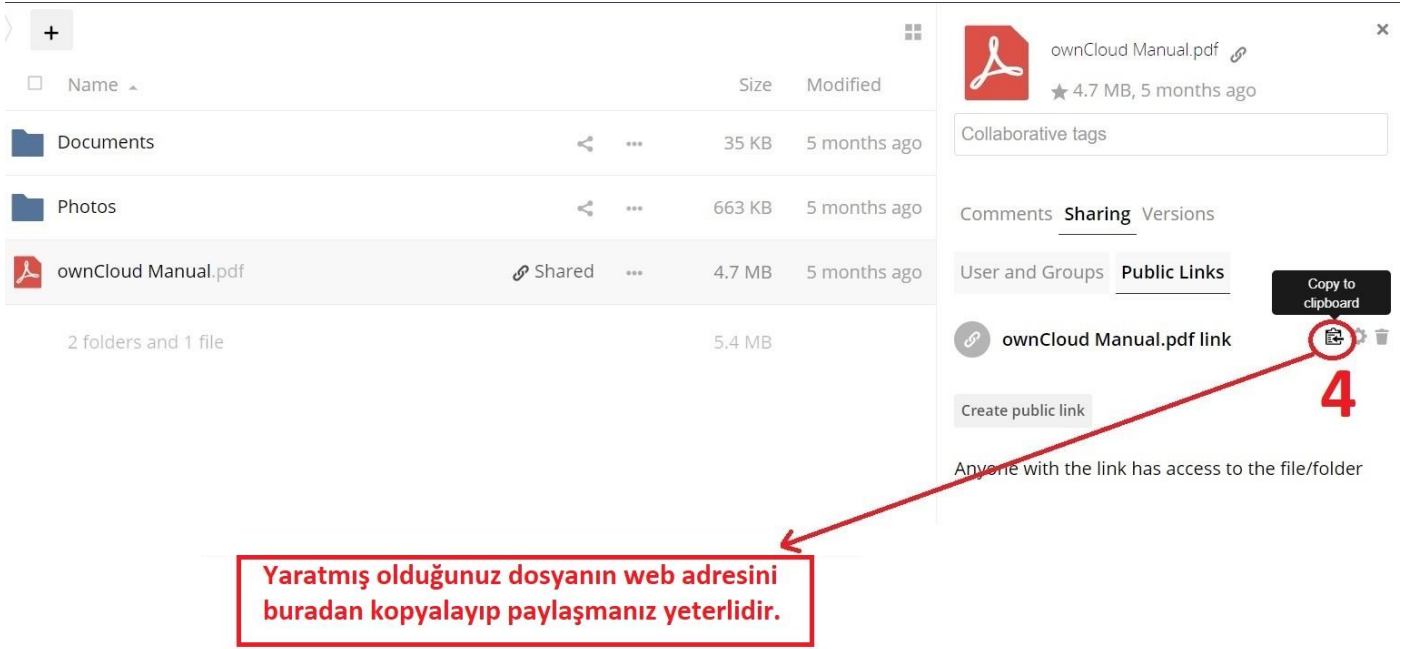 +
Name
Size
Modified
Documents
35 KB
5 months ago
Photos
663 KB
5 months ago
ownCloud Manual.pdf
Shared
4.7 MB
5 months ago
2 folders and 1 file
5.4 MB
ownCloud Manual.pdf
4.7 MB, 5 months ago
Collaborative tags
Comments Sharing Versions
User and Groups Public Links
Copy to
clipboard
ownCloud Manual.pdf link
4
Create public link
Anyone with the link has access to the file/folder
Yaratmış olduğunuz dosyanın web adresini
buradan kopyalayıp paylaşmanız yeterlidir.